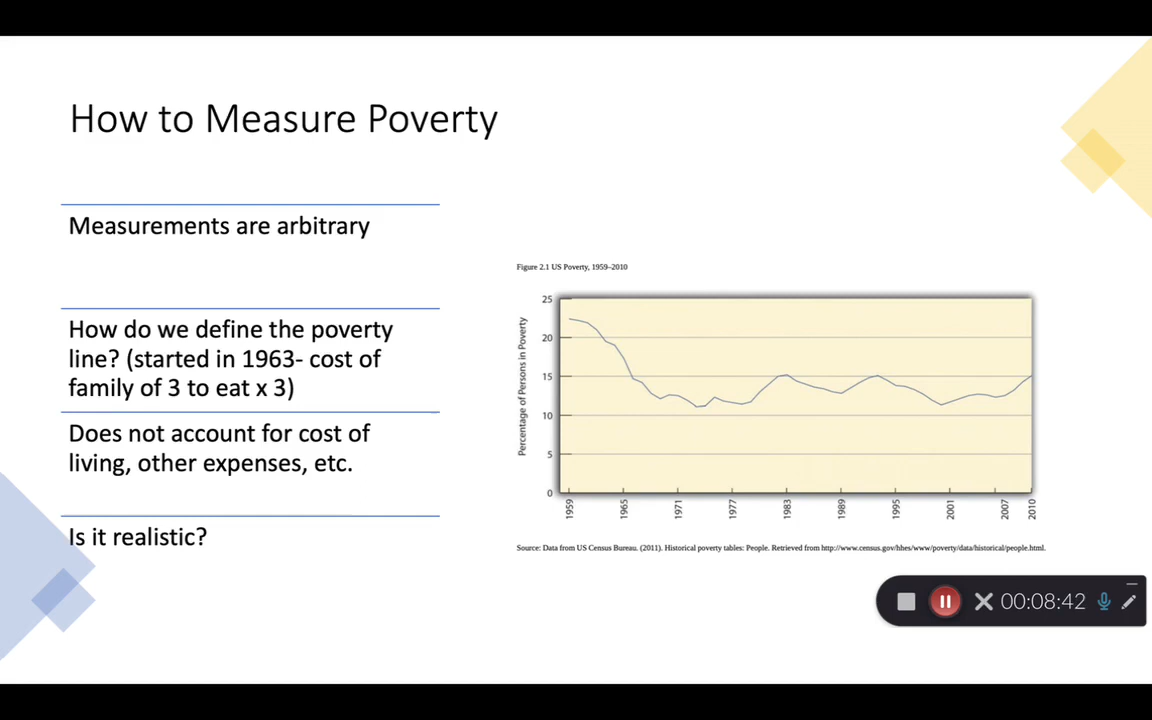 How to Measure Poverty
Measurements are arbitrary
How do we define the poverty
line? (started in 1963- cost of
family of 3 to eat x 3)
Does not account for cost of
living, other expenses, etc.
Is it realistic?
Figure 2.1 US Poverty, 1959–2010
Percentage of Persons in Poverty
25
20
15
10
5
0
1959
1965
1971
1977
1983
1989
1995
2001
2007
2010
Source: Data from US Census Bureau. (2011). Historical poverty tables: People. Retrieved from http://www.census.gov/hhes/www/poverty/data/historical/people.html.
00:08:42